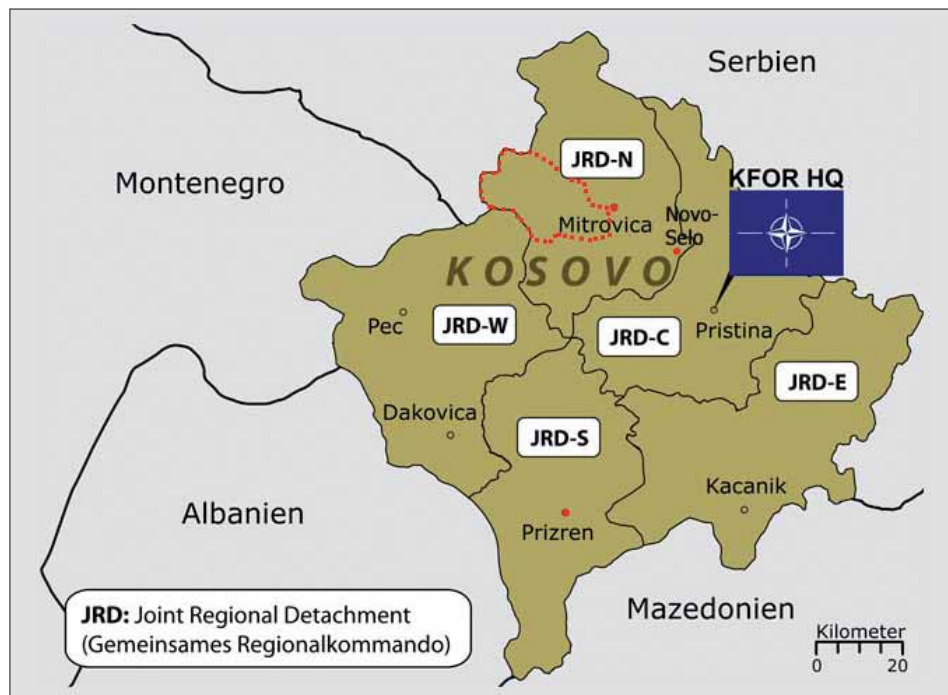 Serbien
JRD-N
Montenegro
KFOR HQ
Mitrovica
Novo-
Selo
KOSOVO
Pec
JRD-W
JRD-C
Pristina
JRD-E
Dakovica
JRD-S
Kacanik
Albanien
Prizren
Mazedonien
JRD: Joint Regional Detachment
(Gemeinsames Regionalkommando)
Kilometer
0 20